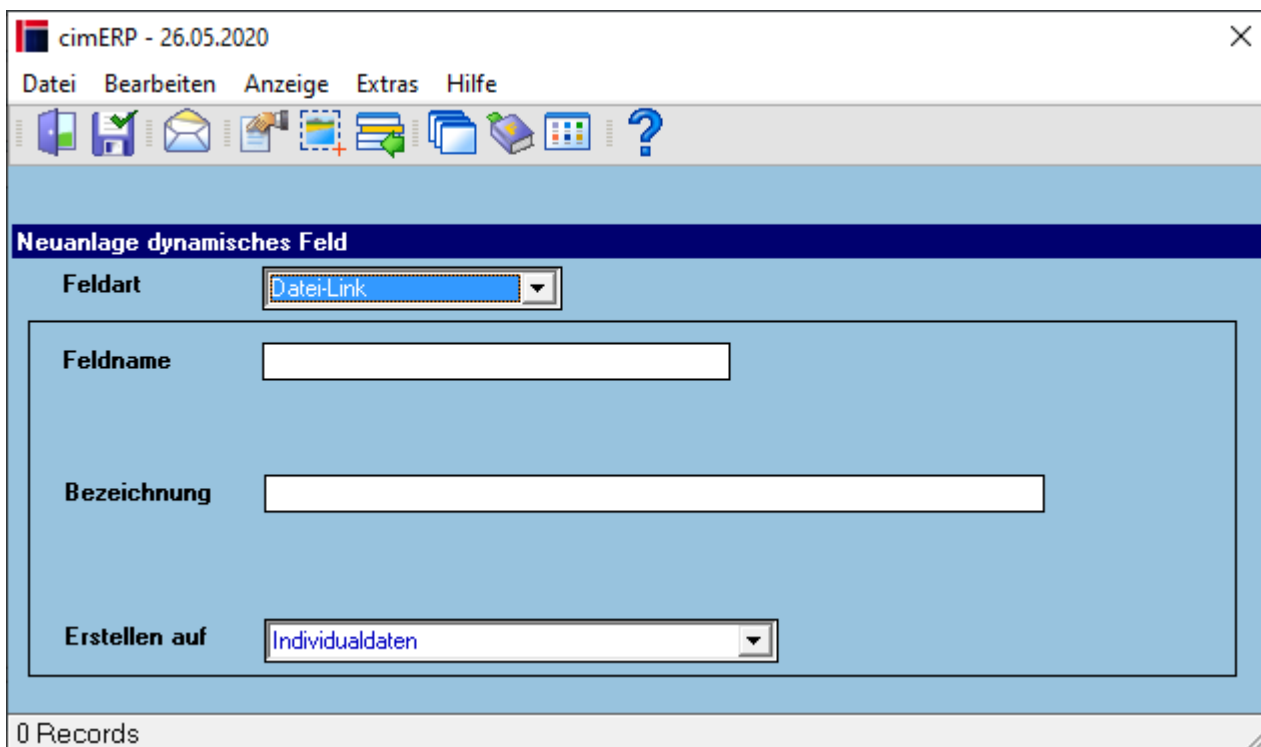 cimERP - 26.05.2020
Datei Bearbeiten Anzeige Extras Hilfe
Neuanlage dynamisches Feld
Feldart Datei-Link
Feldname
Bezeichnung
Erstellen auf Individualdaten
0 Records